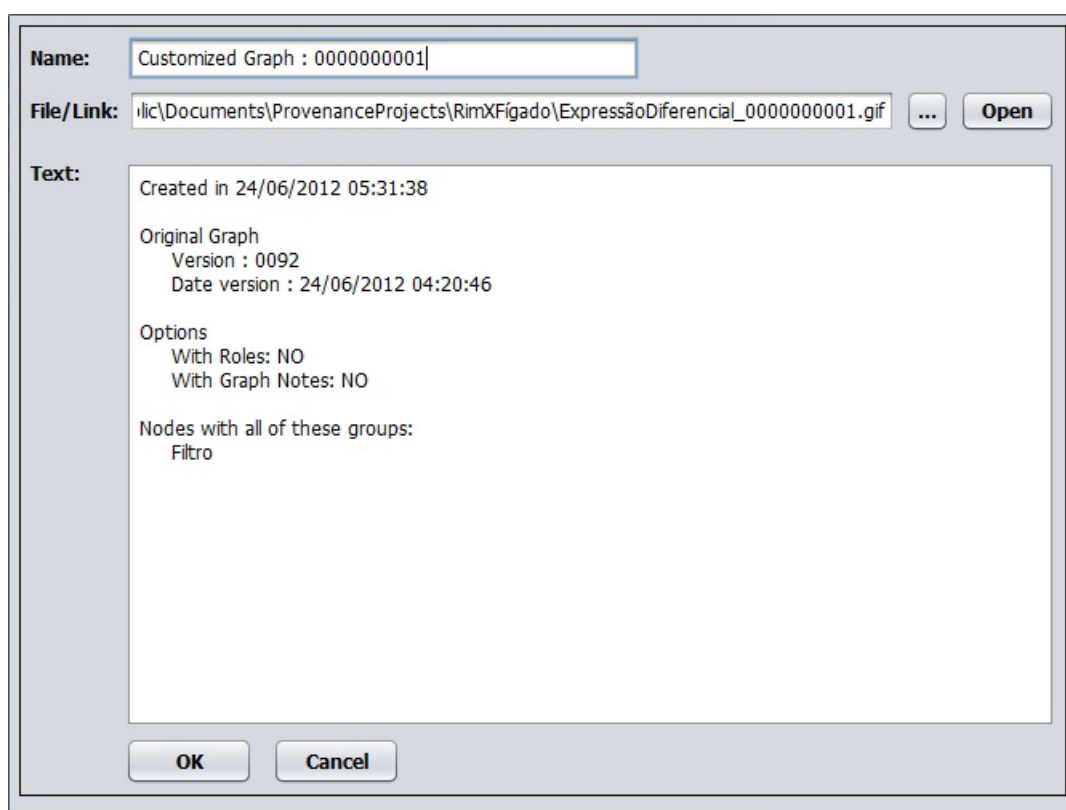 Name: Customized Graph : 0000000001
File/Link: lic\Documents\ProvenanceProjects\RimXFígado\ExpressãoDiferencial_0000000001.gif ... Open
Text:
Created in 24/06/2012 05:31:38
Original Graph
Version : 0092
Date version : 24/06/2012 04:20:46
Options
With Roles: NO
With Graph Notes: NO
Nodes with all of these groups:
Filtro
OK Cancel